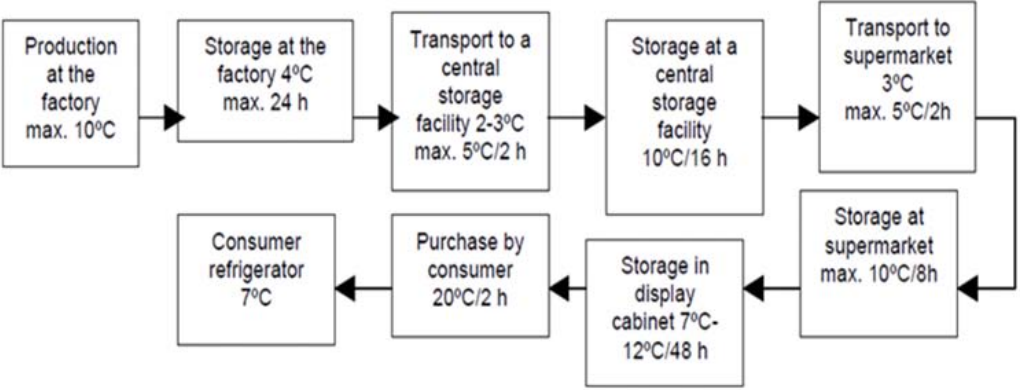 Production
at the
factory
max. 10ºC
Storage at the
factory 4ºC
max. 24 h
Transport to a
central
storage
facility 2-3ºC
max. 5ºC/2 h
Storage at a
central
storage
facility
10ºC/16 h
Transport to
supermarket
3ºC
max. 5ºC/2h
Storage at
supermarket
max. 10ºC/8h
Storage in
display
cabinet 7ºC-
12ºC/48 h
Purchase by
consumer
20ºC/2 h
Consumer
refrigerator
7ºC